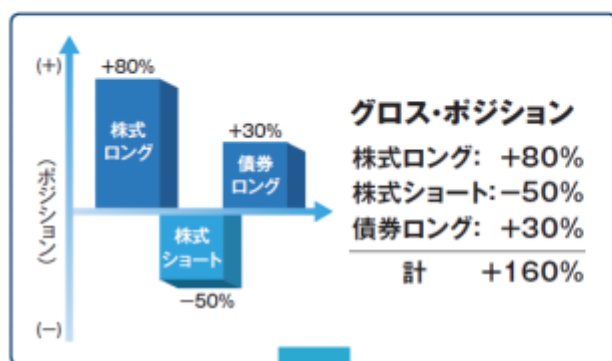 (+)
+80%
株式
ロング
+30%
債券
ロング
(ポジション)
株式
ショート
−50%
(−)
グロス・ポジション
株式ロング: +80%
株式ショート:−50%
債券ロング: +30%
計 +160%